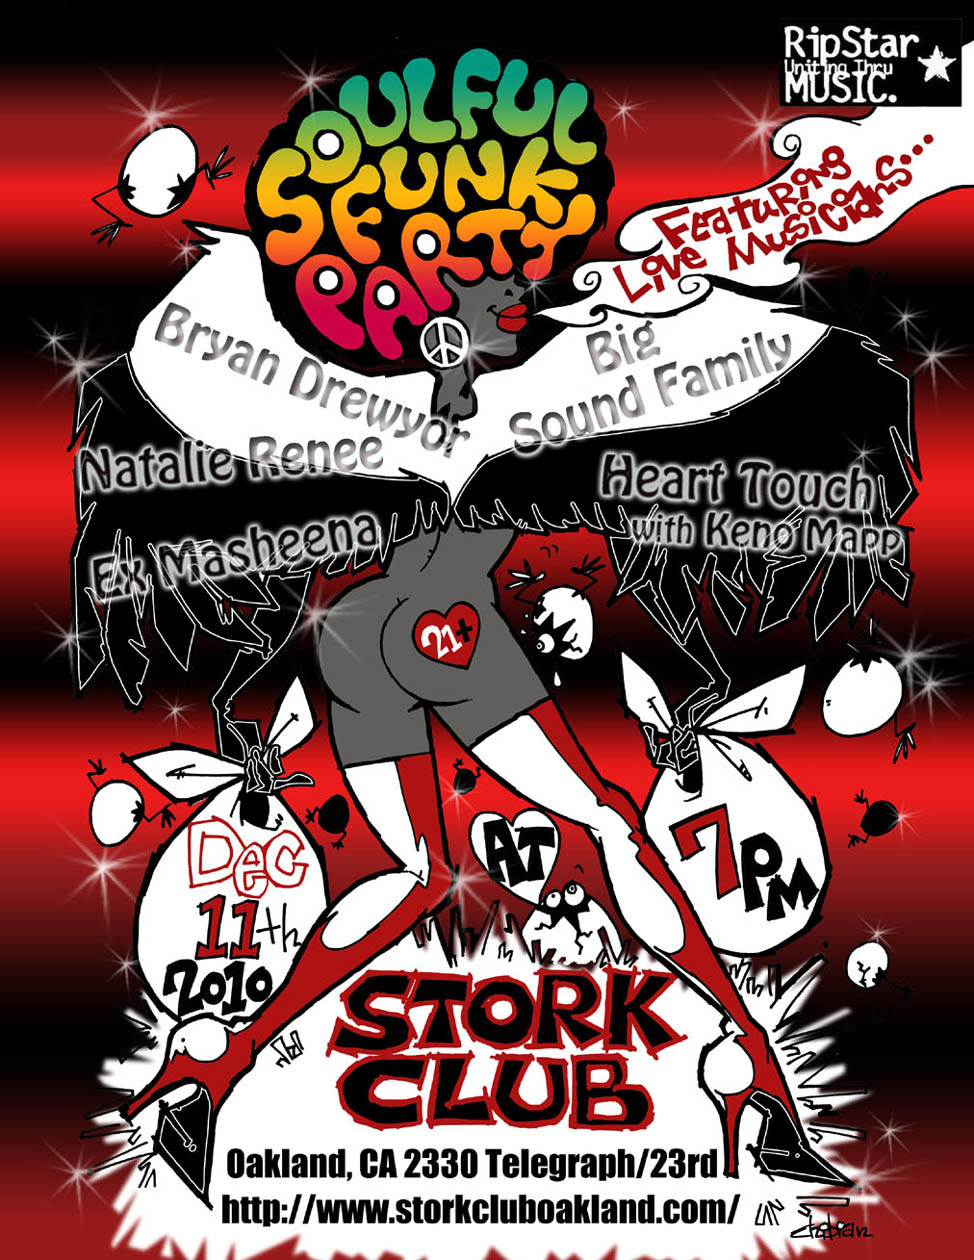 RipStar
Uniting Thru
MUSIC.
SOULFUL
FUNK
PARTY
FEATURING
Live Musicians...
Bryan Drewyor
Natalie Renee
Ex Masheena
Big
Sound Family
Heart Touch
with Keno Mapp
21+
Dec
11th
2010
7PM
AT
STORK
CLUB
Oakland, CA 2330 Telegraph/23rd
http://www.storkcluboakland.com/